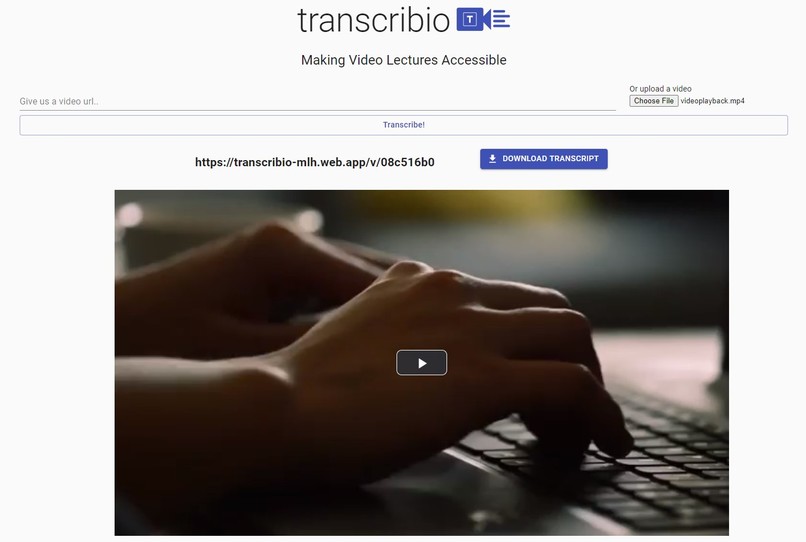 transcribio T
Making Video Lectures Accessible
Or upload a video
Give us a video url..
Choose File videoplayback.mp4
Transcribe!
https://transcribio-mlh.web.app/v/08c516b0
DOWNLOAD TRANSCRIPT